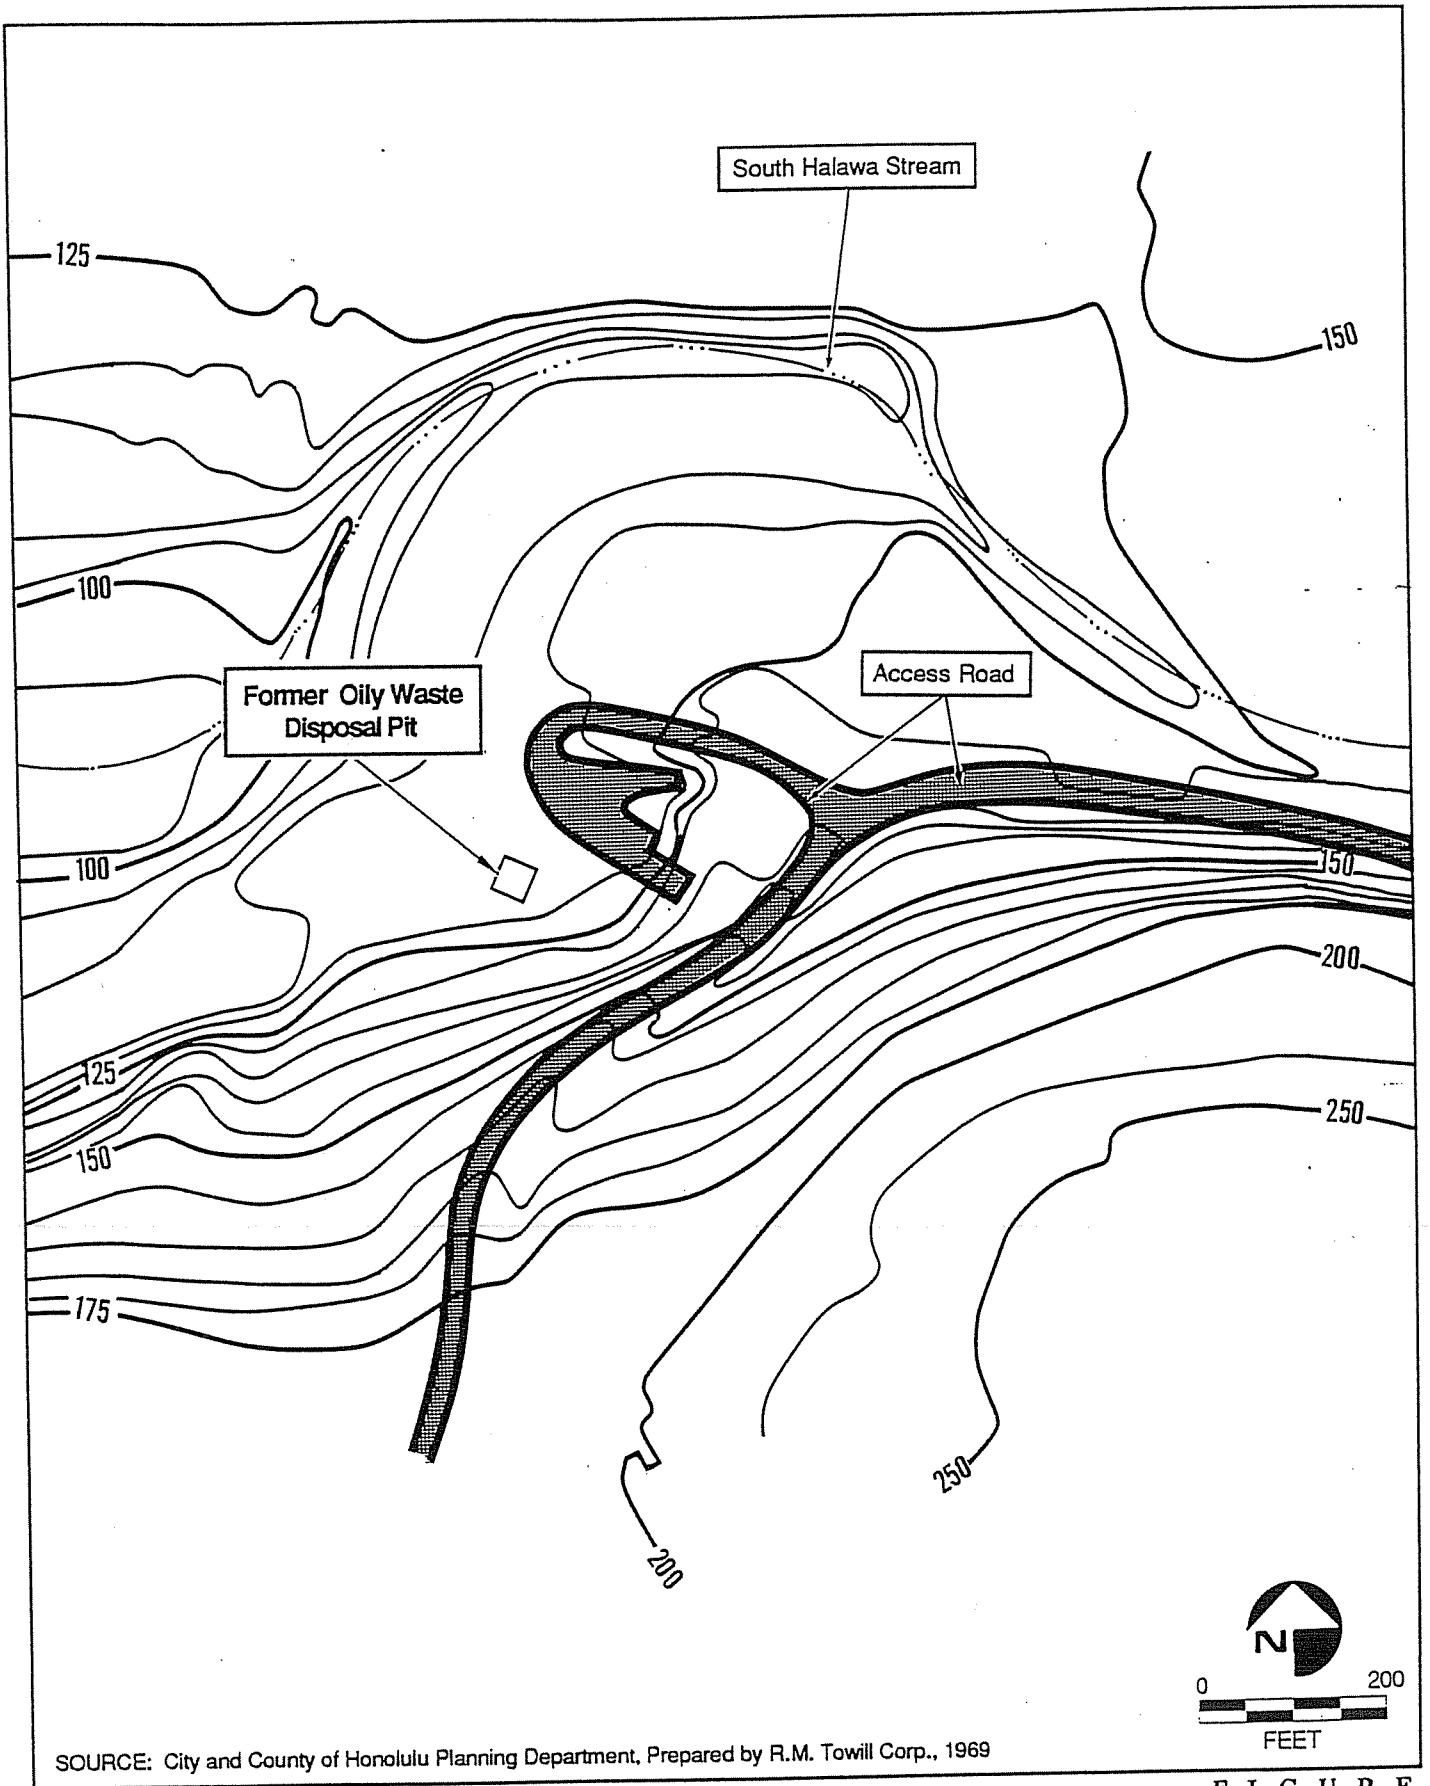 South Halawa Stream
125
150
100
Access Road
Former Oily Waste
Disposal Pit
100
150
200
125
250
150
175
250
200
N
0 200
FEET
SOURCE: City and County of Honolulu Planning Department, Prepared by R.M. Towill Corp., 1969
F I G U R E